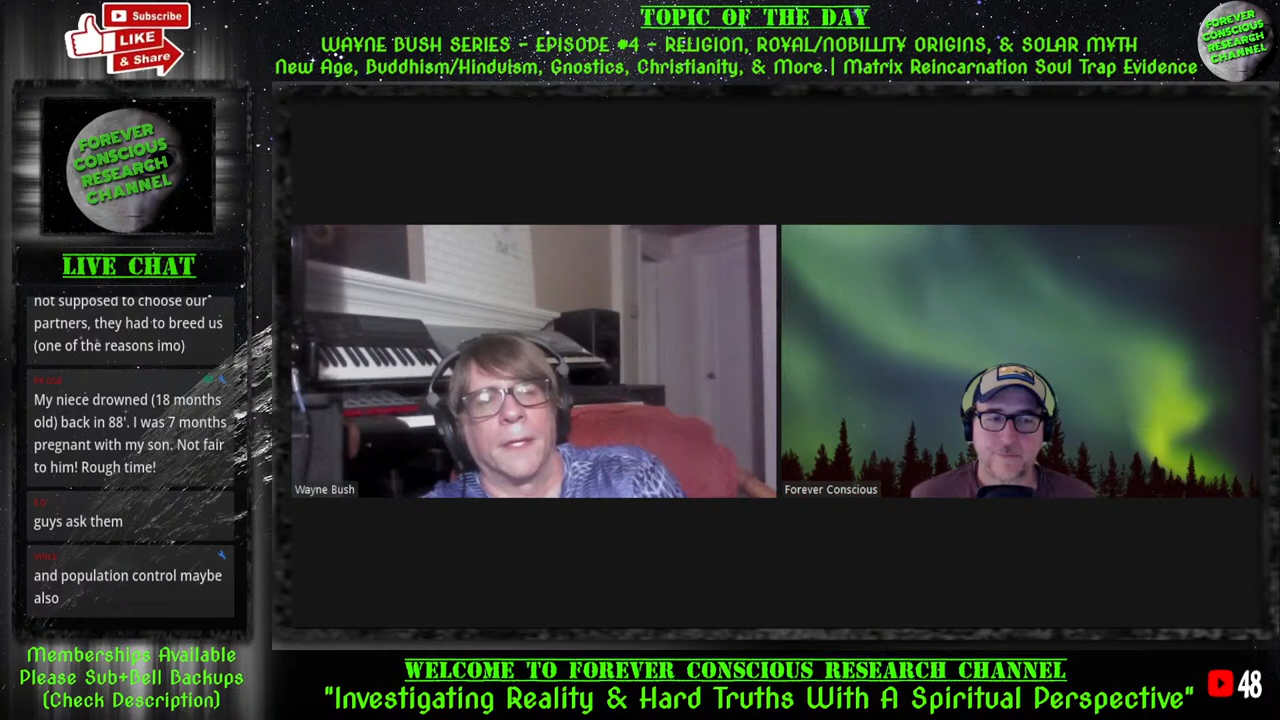 Subscribe
LIKE
& Share
TOPIC OF THE DAY
WAYNE BUSH SERIES - EPISODE #4 - RELIGION, ROYAL/NOBILLITY ORIGINS, & SOLAR MYTH
New Age, Buddhism/Hinduism, Gnostics, Christianity, & More | Matrix Reincarnation Soul Trap Evidence
FOREVER
CONSCIOUS
RESEARCH
CHANNEL
FOREVER
CONSCIOUS
RESEARCH
CHANNEL
LIVE CHAT
not supposed to choose our
partners, they had to breed us
(one of the reasons imo)
My niece drowned (18 months
old) back in 88'. I was 7 months
pregnant with my son. Not fair
to him! Rough time!
guys ask them
and population control maybe
also
Wayne Bush
Forever Conscious
Memberships Available
Please Sub+Bell Backups
(Check Description)
WELCOME TO FOREVER CONSCIOUS RESEARCH CHANNEL
"Investigating Reality & Hard Truths With A Spiritual Perspective"
48